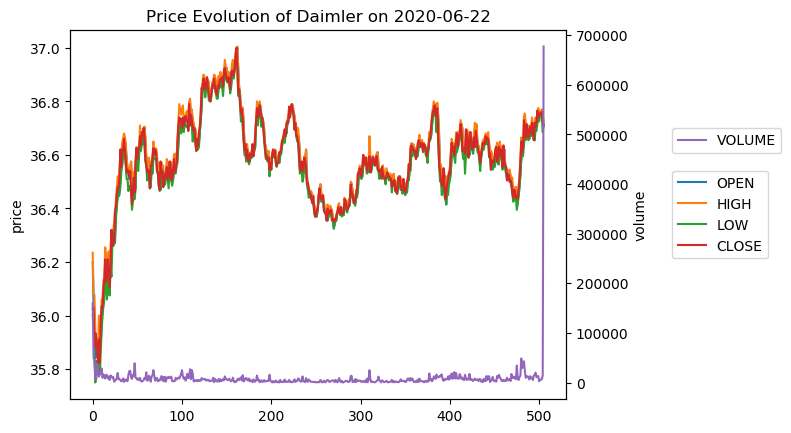 Price Evolution of Daimler on 2020-06-22
price
37.0
36.8
36.6
36.4
36.2
36.0
35.8
0
100
200
300
400
500
700000
600000
500000
400000
300000
200000
100000
0
volume
VOLUME
OPEN
HIGH
LOW
CLOSE